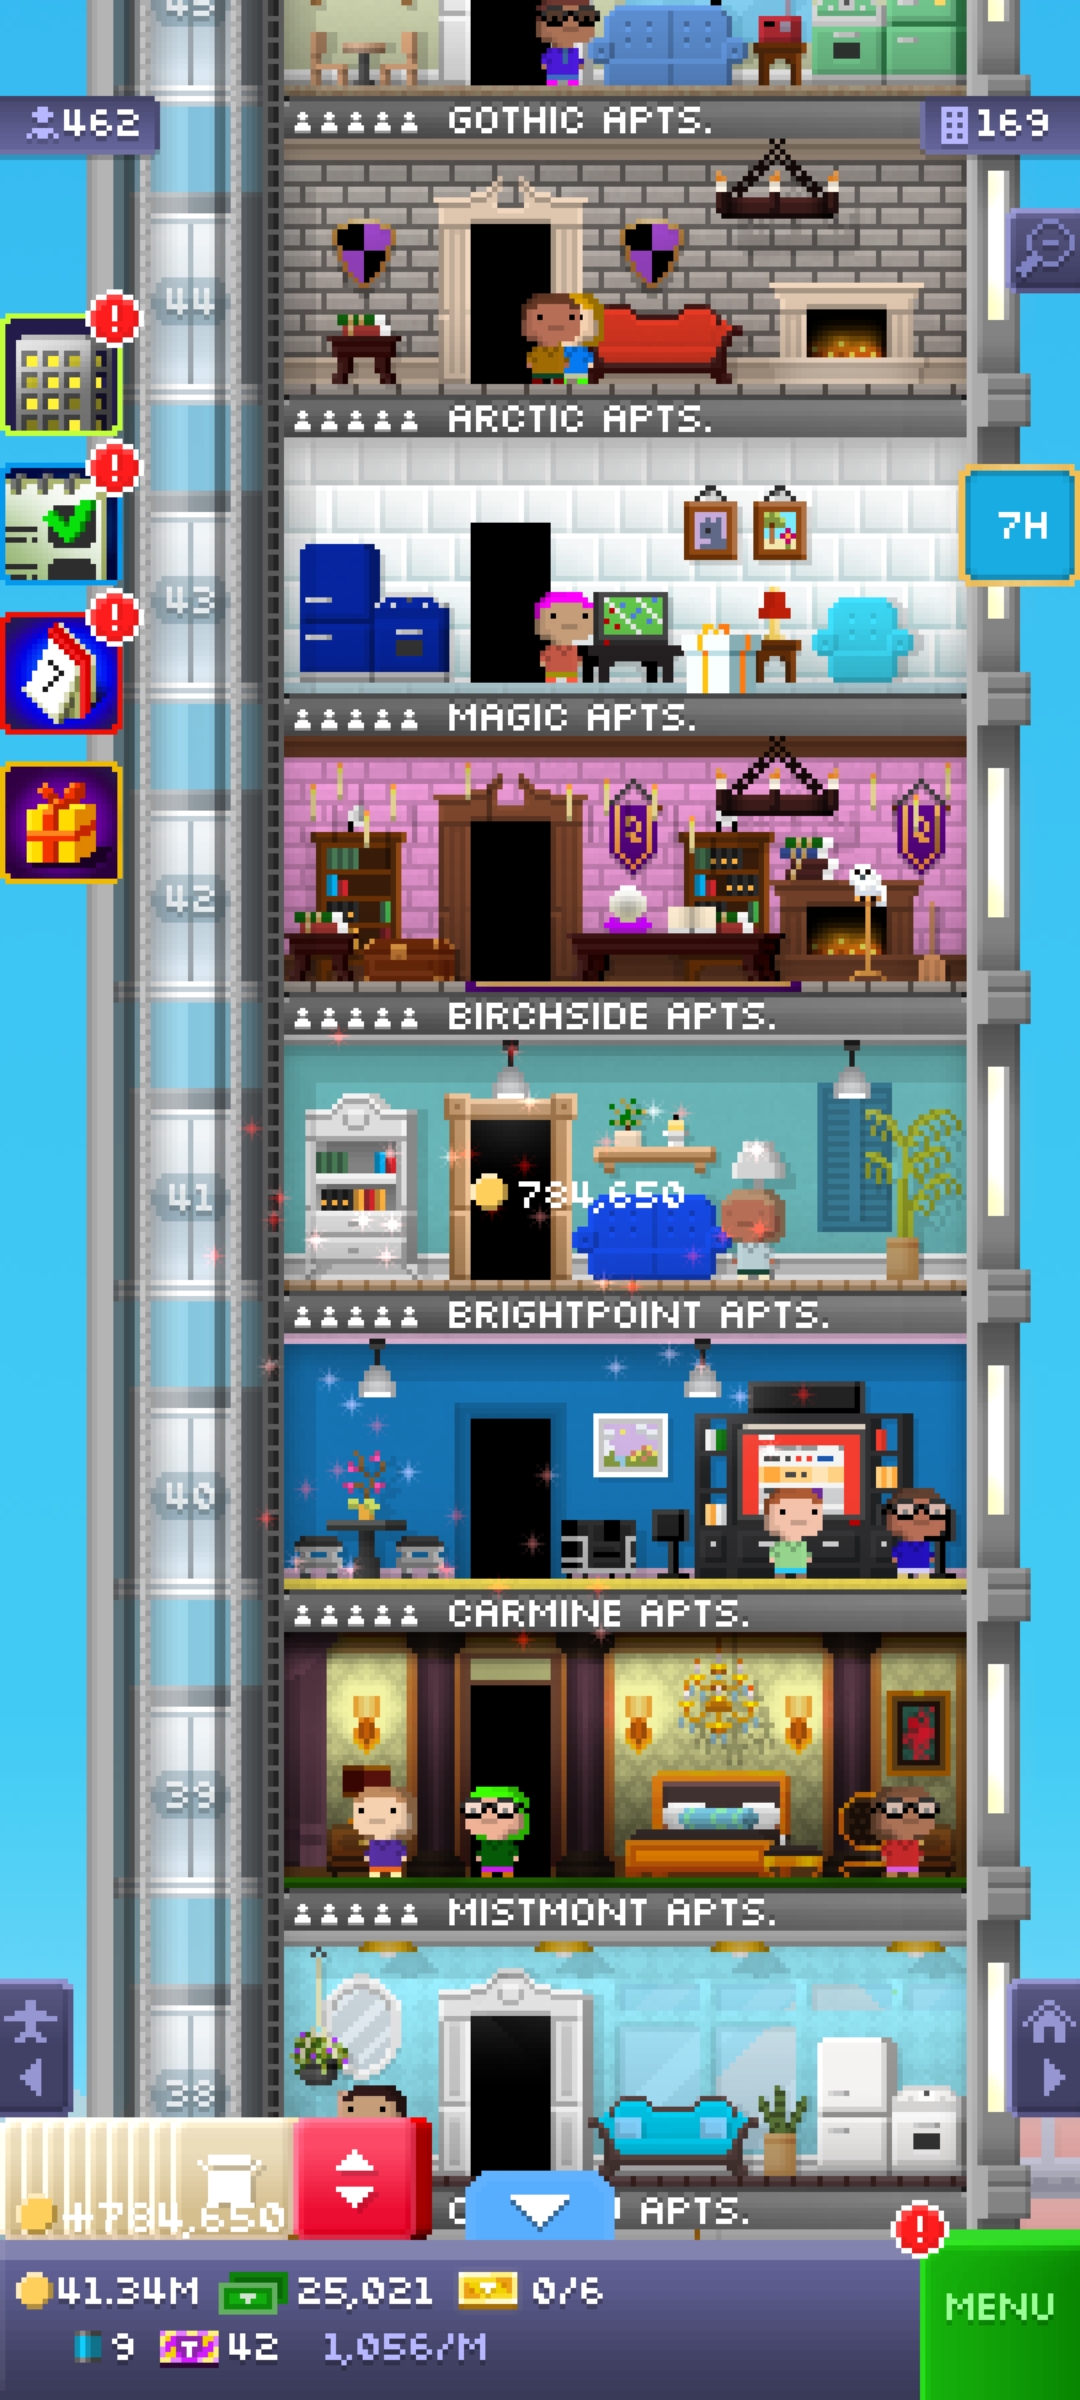 45
462
GOTHIC APTS.
169
44
ARCTIC APTS.
7H
43
MAGIC APTS.
42
BIRCHSIDE APTS.
41
784,650
BRIGHTPOINT APTS.
40
CARMINE APTS.
39
MISTMONT APTS.
38
+784,650
APTS.
41.34M 25,021 0/6
MENU
9 42 1,056/M